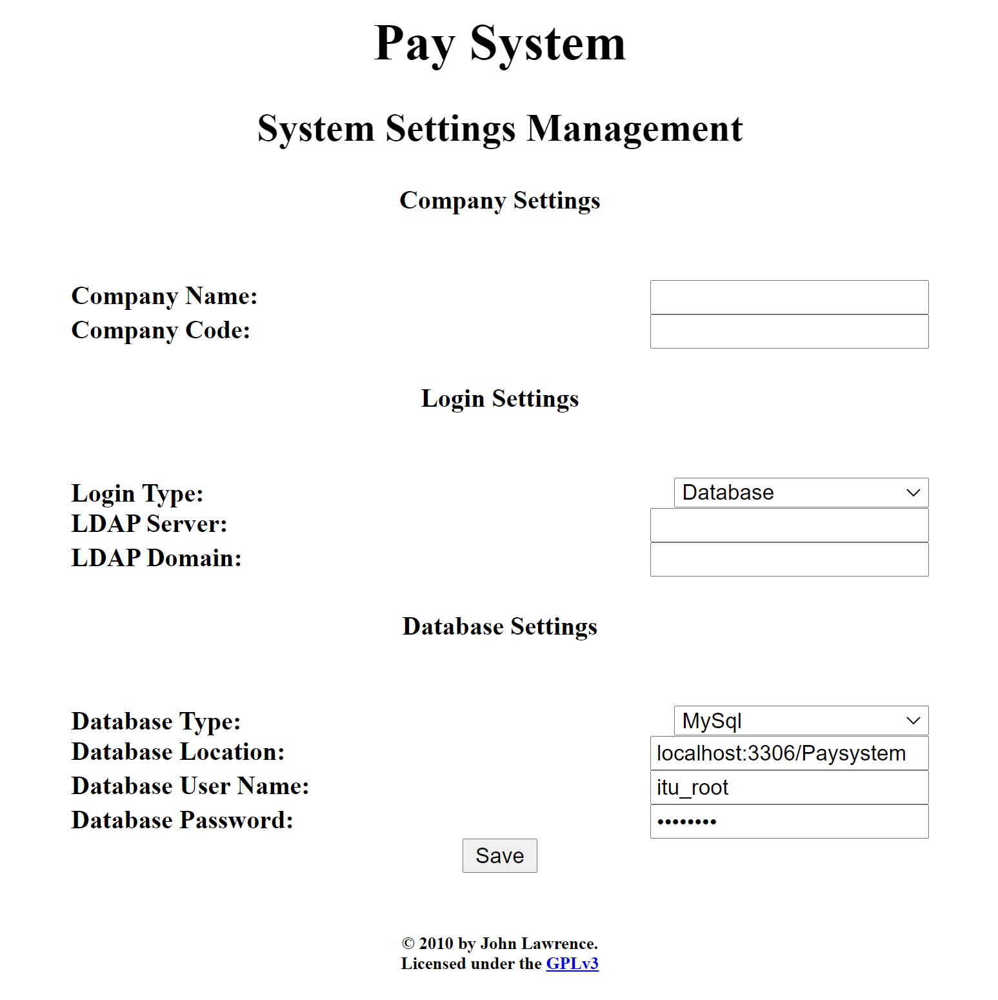 Pay System
System Settings Management
Company Settings
Company Name:
Company Code:
Login Settings
Login Type: Database
LDAP Server:
LDAP Domain:
Database Settings
Database Type: MySql
Database Location: localhost:3306/Paysystem
Database User Name: itu_root
Database Password: ••••••••
Save
© 2010 by John Lawrence.
Licensed under the GPLv3